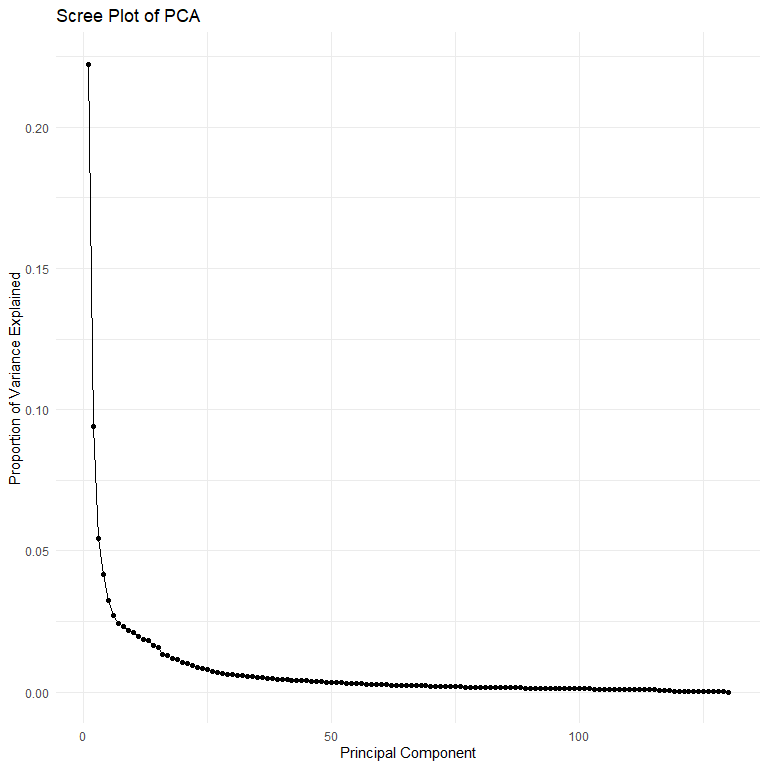 Scree Plot of PCA
Proportion of Variance Explained
0.20
0.15
0.10
0.05
0.00
0
50
100
Principal Component